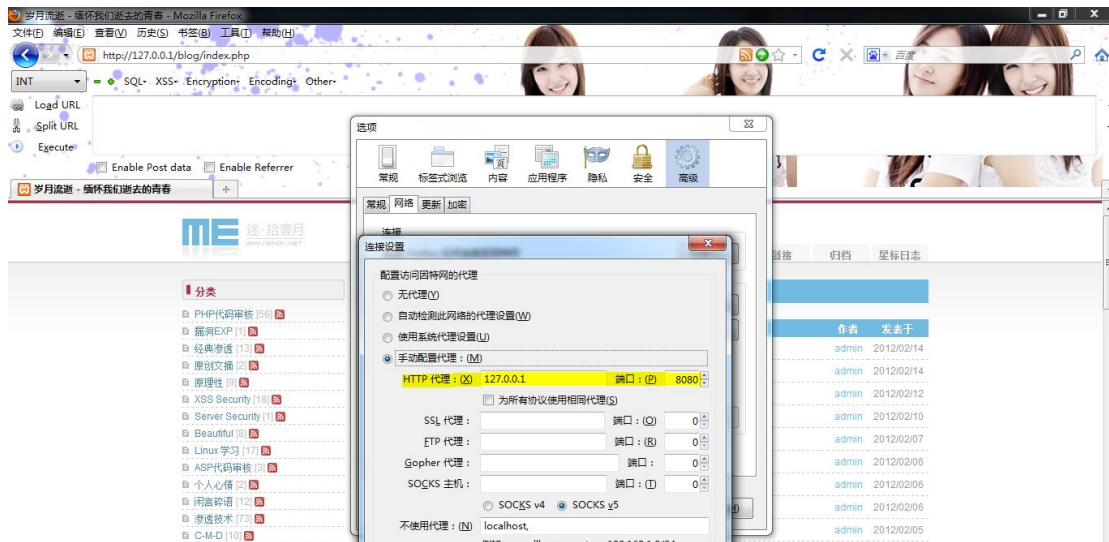 岁月流逝 - 缅怀我们逝去的青春 - Mozilla Firefox
文件(F) 编辑(E) 查看(V) 历史(S) 书签(B) 工具(T) 帮助(H)
http://127.0.0.1/blog/index.php
百度
INT
SQL- XSS- Encryption- Encoding- Other-
Load URL
Split URL
Execute
Enable Post data Enable Referrer
岁月流逝 - 缅怀我们逝去的青春
选项
常规 标签式浏览 内容 应用程序 隐私 安全 高级
常规 网络 更新 加密
连接
ME 迷·拾壹月
链接 归档 星标日志
连接设置
配置访问因特网的代理
无代理(Y)
自动检测此网络的代理设置(W)
使用系统代理设置(U)
手动配置代理：(M)
HTTP 代理：(X) 127.0.0.1 端口：(P) 8080
为所有协议使用相同代理(S)
SSL 代理： 端口：(O) 0
FTP 代理： 端口：(R) 0
Gopher 代理： 端口： 0
SOCKS 主机： 端口：(T) 0
SOCKS v4 SOCKS v5
不使用代理：(N) localhost,
分类
PHP代码审核 [56]
漏洞EXP [1]
经典渗透 [13]
原创文摘 [2]
原理性 [9]
XSS Security [18]
Server Security [1]
Beautiful [8]
Linux学习 [17]
ASP代码审核 [3]
个人心情 [2]
闲言碎语 [12]
渗透技术 [73]
C-M-D [10]
作者 发表于
admin 2012/02/14
admin 2012/02/14
admin 2012/02/12
admin 2012/02/10
admin 2012/02/07
admin 2012/02/06
admin 2012/02/06
admin 2012/02/06
admin 2012/02/05